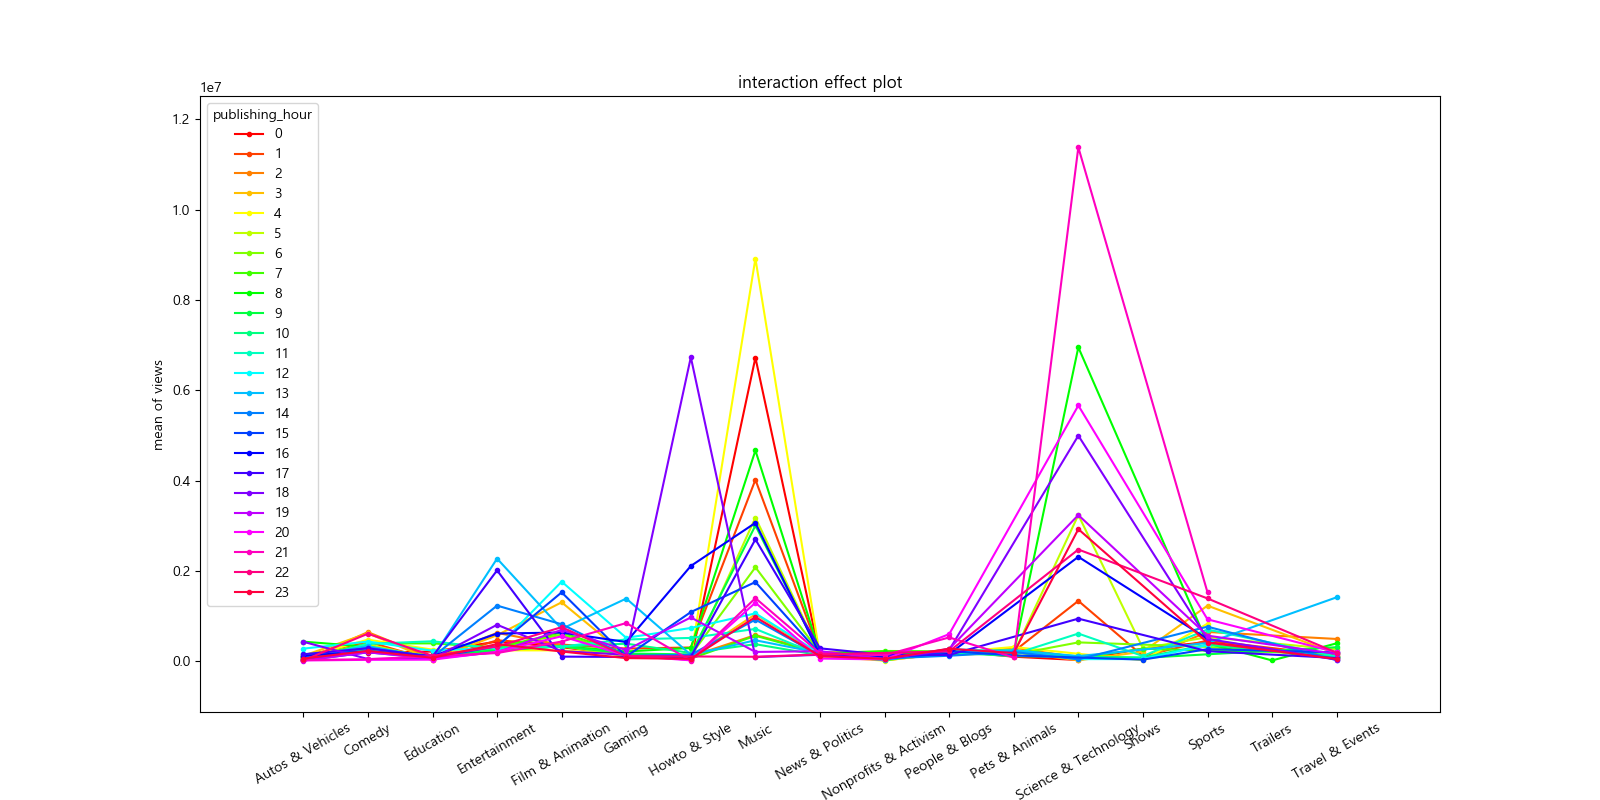 interaction effect plot
1e7
1.2
1.0
0.8
0.6
0.4
0.2
0.0
mean of views
publishing_hour
0
1
2
3
4
5
6
7
8
9
10
11
12
13
14
15
16
17
18
19
20
21
22
23
Autos & Vehicles
Comedy
Education
Entertainment
Film & Animation
Gaming
Howto & Style
Music
News & Politics
Nonprofits & Activism
People & Blogs
Pets & Animals
Science & Technology
Shows
Sports
Trailers
Travel & Events